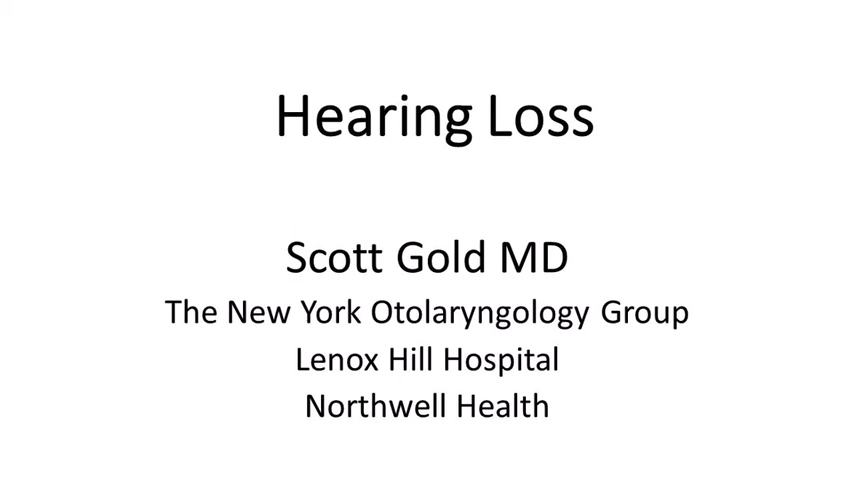 Hearing Loss
Scott Gold MD
The New York Otolaryngology Group
Lenox Hill Hospital
Northwell Health